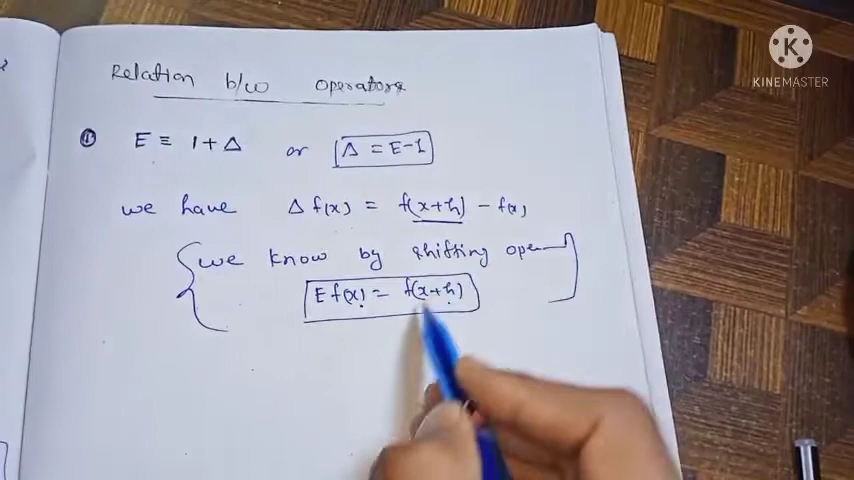 Relation b/w operators
① E ≡ 1 + Δ or Δ = E - 1
we have Δ f(x) = f(x+h) - f(x)
we know by shifting oper
E f(x) = f(x+h)
KINEMASTER